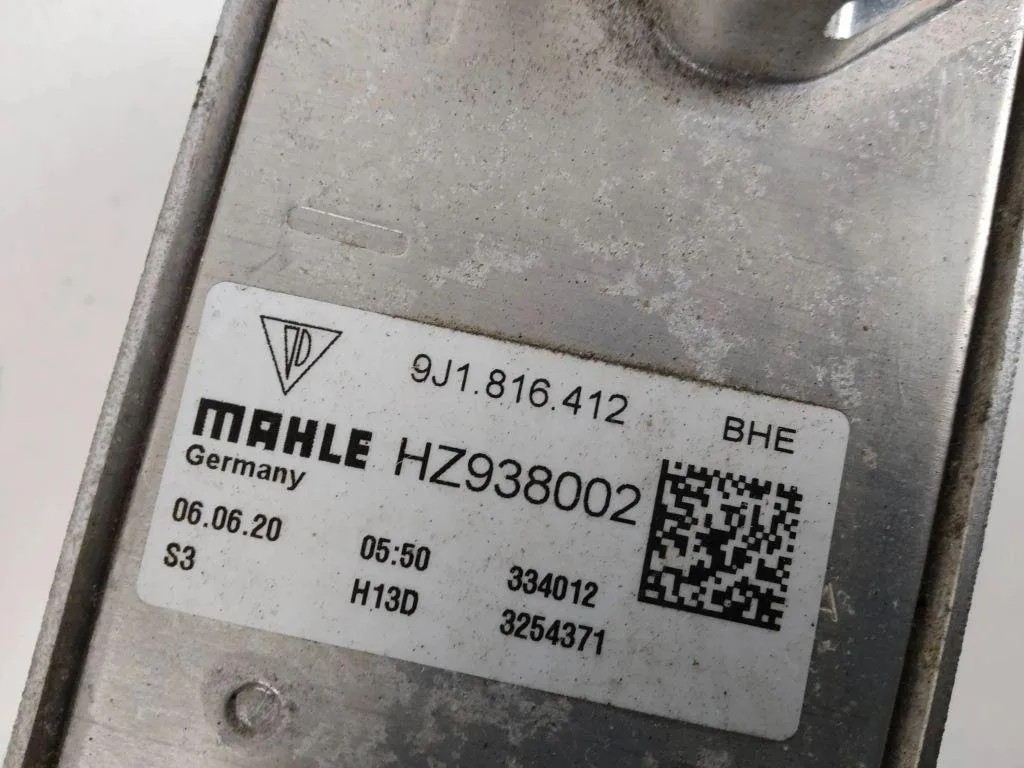 9J1.816.412 BHE
MAHLE HZ938002
Germany
06.06.20 05:50 334012
S3 H13D 3254371